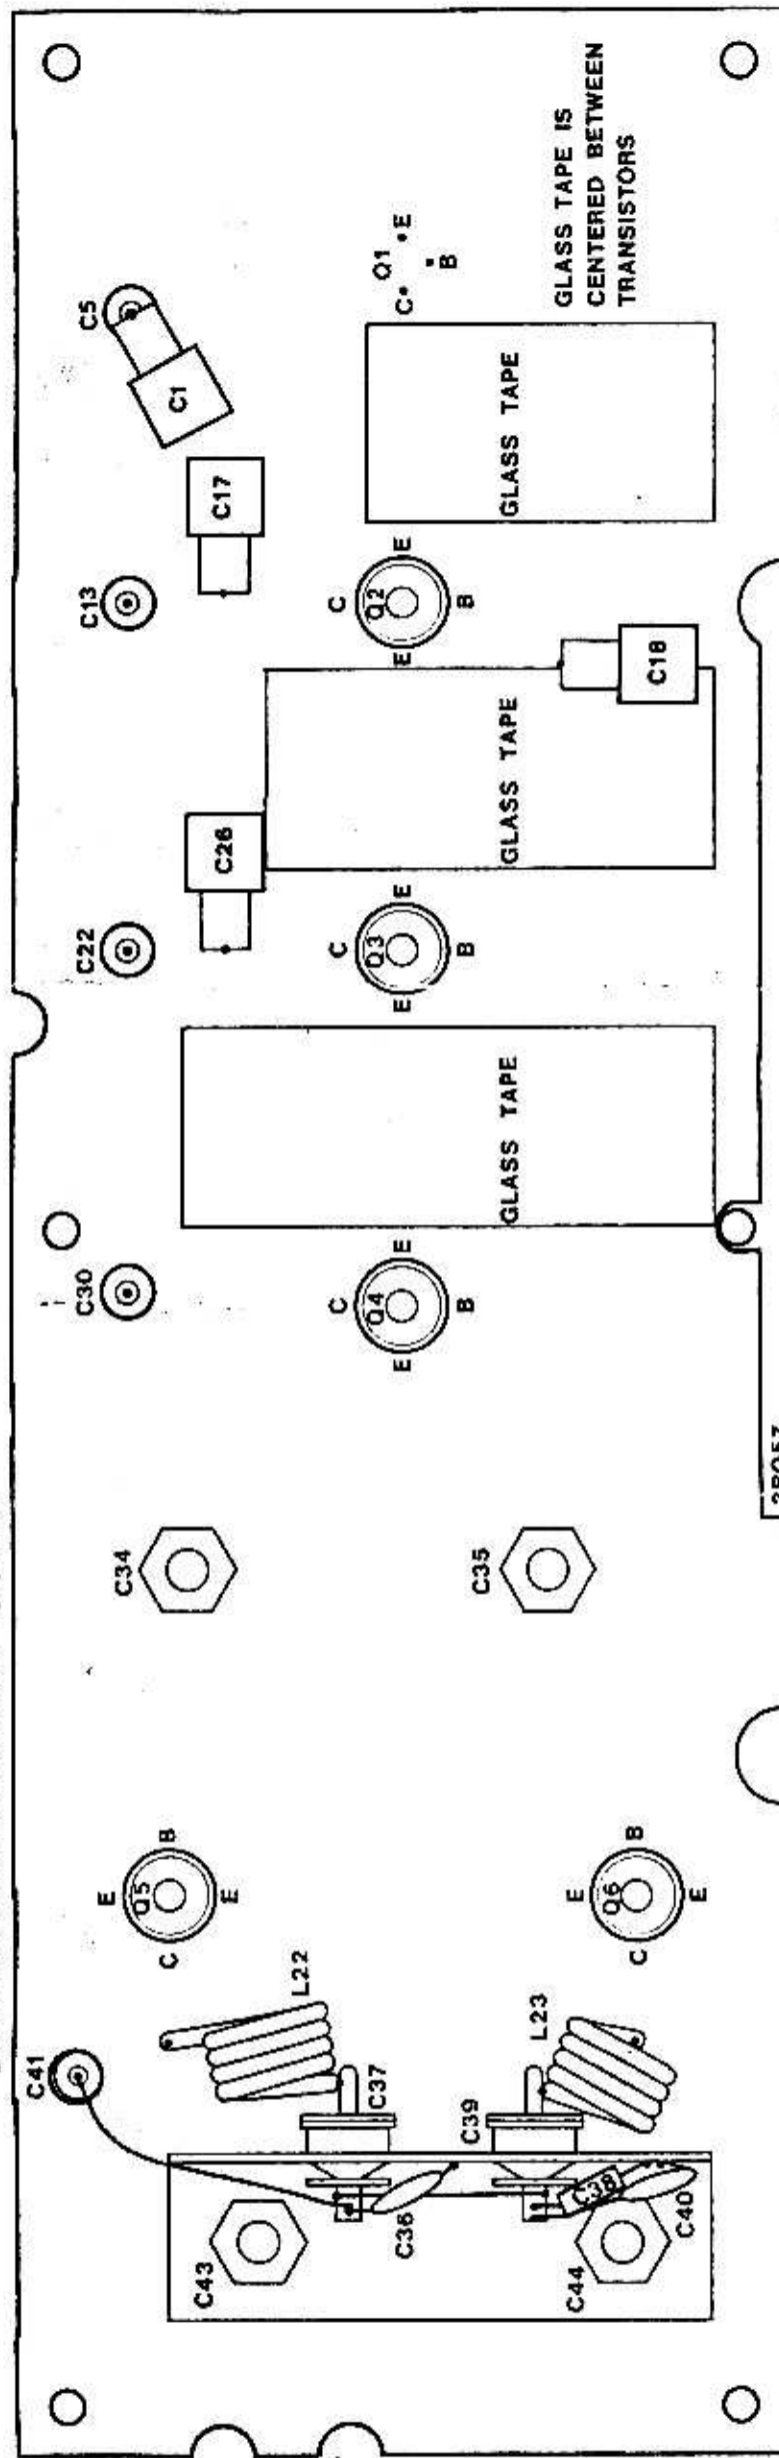 C41
C30
C22
C13
C5
E
Q5
B
C
E
C34
C1
C43
L22
C26
C17
C37
C36
C
Q4
E
E
B
C
Q3
E
E
B
C
Q2
E
E
B
C
Q1
E
B
C39
C35
GLASS TAPE
GLASS TAPE
GLASS TAPE
L23
C38
C44
C40
E
Q6
B
C
E
C18
GLASS TAPE IS
CENTERED BETWEEN
TRANSISTORS